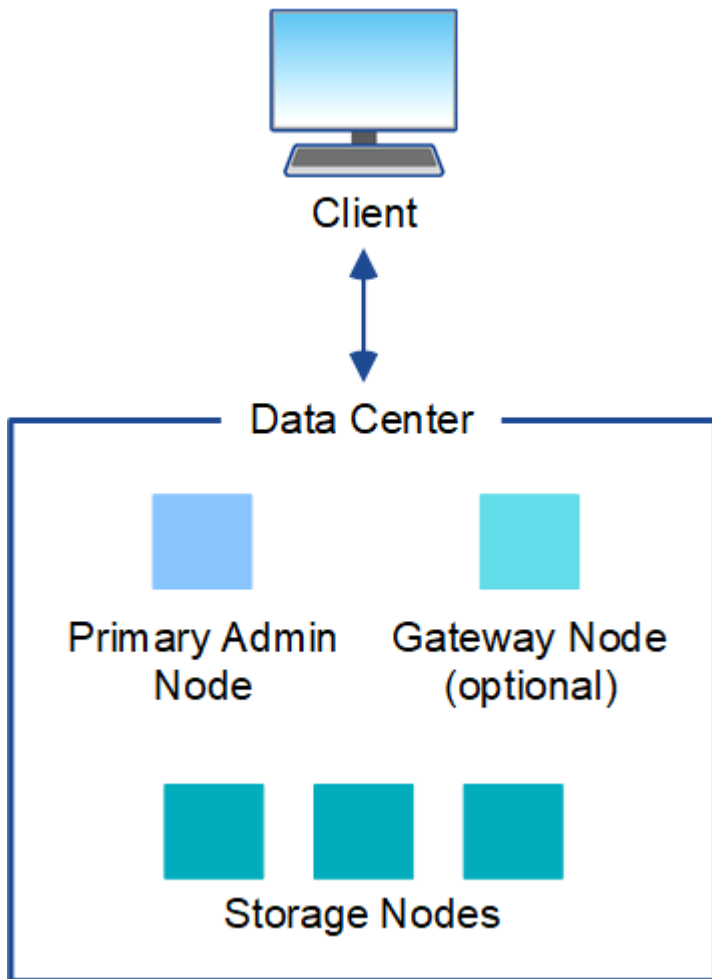 Client
Data Center
Primary Admin
Node
Gateway Node
(optional)
Storage Nodes